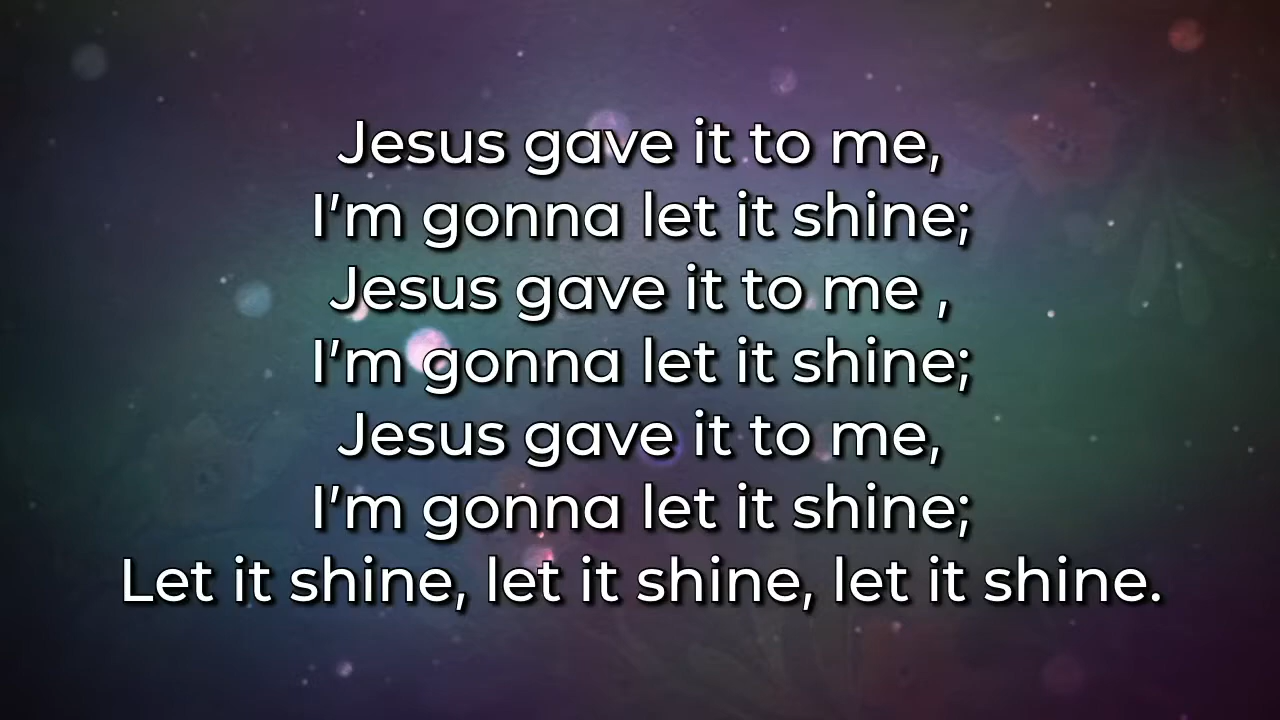 Jesus gave it to me,
I’m gonna let it shine;
Jesus gave it to me ,
I’m gonna let it shine;
Jesus gave it to me,
I’m gonna let it shine;
Let it shine, let it shine, let it shine.